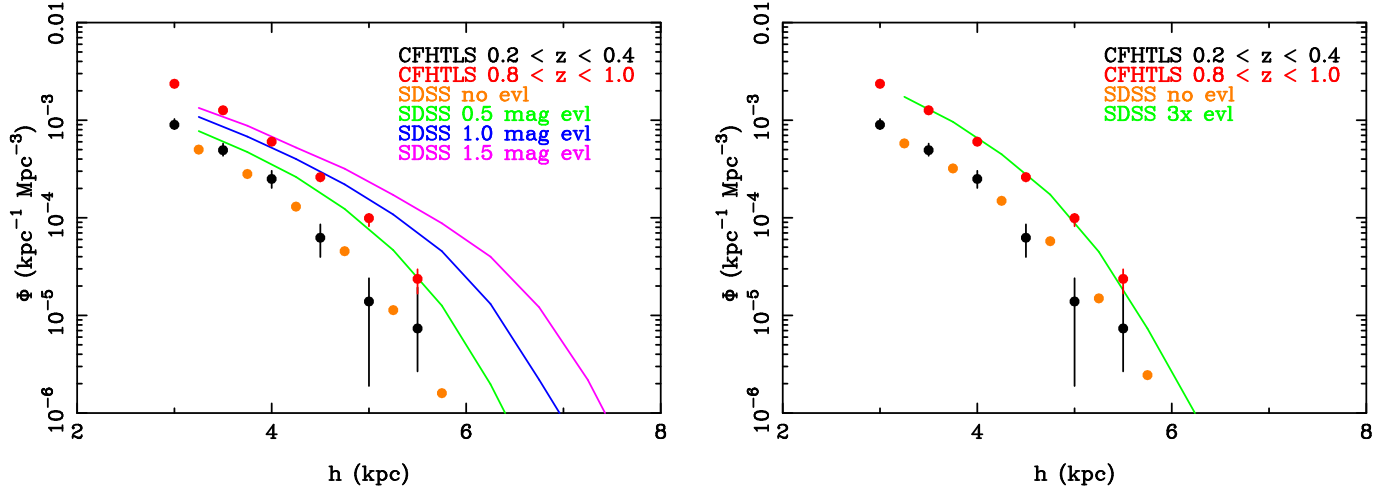 0.01
10⁻³
10⁻⁴
10⁻⁵
10⁻⁶
Φ (kpc⁻¹ Mpc⁻³)
CFHTLS 0.2 < z < 0.4
CFHTLS 0.8 < z < 1.0
SDSS no evl
SDSS 0.5 mag evl
SDSS 1.0 mag evl
SDSS 1.5 mag evl
2 4 6 8
h (kpc)
0.01
10⁻³
10⁻⁴
10⁻⁵
10⁻⁶
Φ (kpc⁻¹ Mpc⁻³)
CFHTLS 0.2 < z < 0.4
CFHTLS 0.8 < z < 1.0
SDSS no evl
SDSS 3x evl
2 4 6 8
h (kpc)